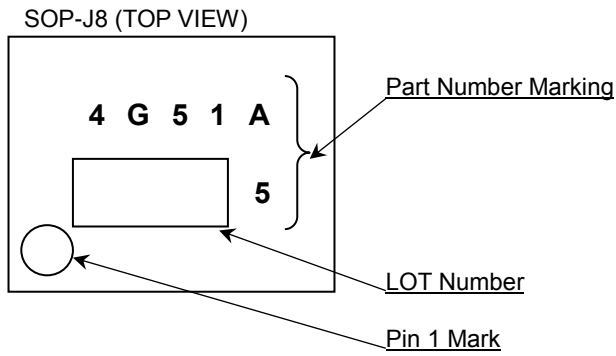 SOP-J8 (TOP VIEW)
Part Number Marking
4 G 5 1 A
5
LOT Number
Pin 1 Mark